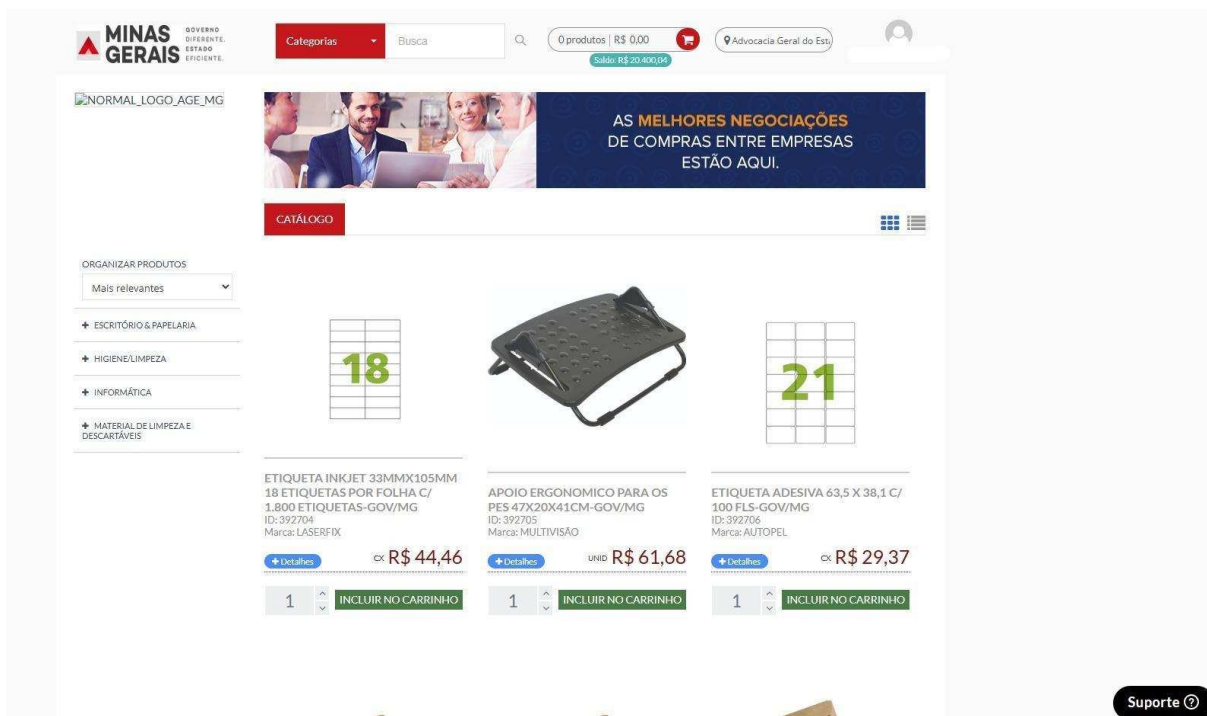 MINAS
GERAIS
GOVERNO
DIFERENTE.
ESTADO
EFICIENTE.
Categorias
Busca
0 produtos | R$ 0,00
Saldo: R$ 20.400,04
Advocacia Geral do Esta
NORMAL_LOGO_AGE_MG
AS MELHORES NEGOCIAÇÕES
DE COMPRAS ENTRE EMPRESAS
ESTÃO AQUI.
CATÁLOGO
ORGANIZAR PRODUTOS
Mais relevantes
+ ESCRITÓRIO & PAPELARIA
+ HIGIENE/LIMPEZA
+ INFORMÁTICA
+ MATERIAL DE LIMPEZA E
DESCARTÁVEIS
18
ETIQUETA INKJET 33MMX105MM
18 ETIQUETAS POR FOLHA C/
1.800 ETIQUETAS-GOV/MG
ID: 392704
Marca: LASERFIX
+ Detalhes
CX R$ 44,46
1
INCLUIR NO CARRINHO
APOIO ERGONOMICO PARA OS
PES 47X20X41CM-GOV/MG
ID: 392705
Marca: MULTIVISÃO
+ Detalhes
UNID R$ 61,68
1
INCLUIR NO CARRINHO
21
ETIQUETA ADESIVA 63,5 X 38,1 C/
100 FLS-GOV/MG
ID: 392706
Marca: AUTOPEL
+ Detalhes
CX R$ 29,37
1
INCLUIR NO CARRINHO
Suporte ?